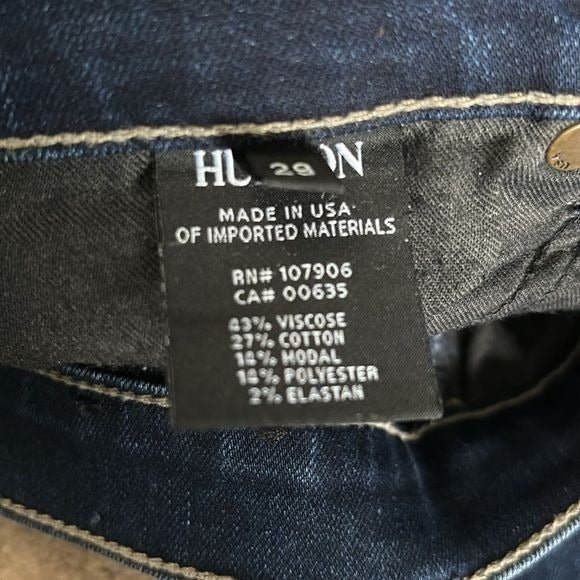 HU 29 ON
MADE IN USA
OF IMPORTED MATERIALS
RN# 107906
CA# 00635
43% VISCOSE
27% COTTON
14% MODAL
14% POLYESTER
2% ELASTAN